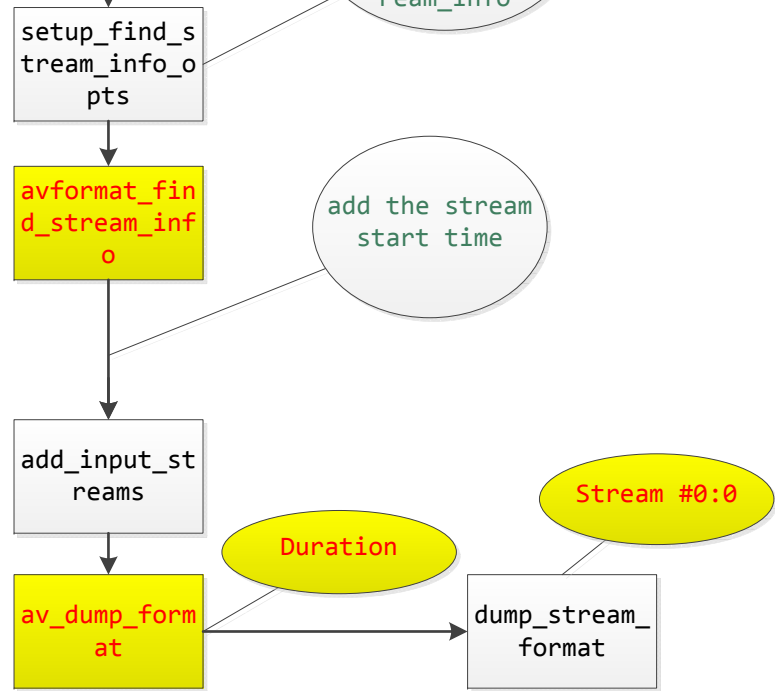 ream_info
setup_find_s
tream_info_o
pts
avformat_fin
d_stream_inf
o
add the stream
start time
add_input_st
reams
Stream #0:0
Duration
av_dump_form
at
dump_stream_
format